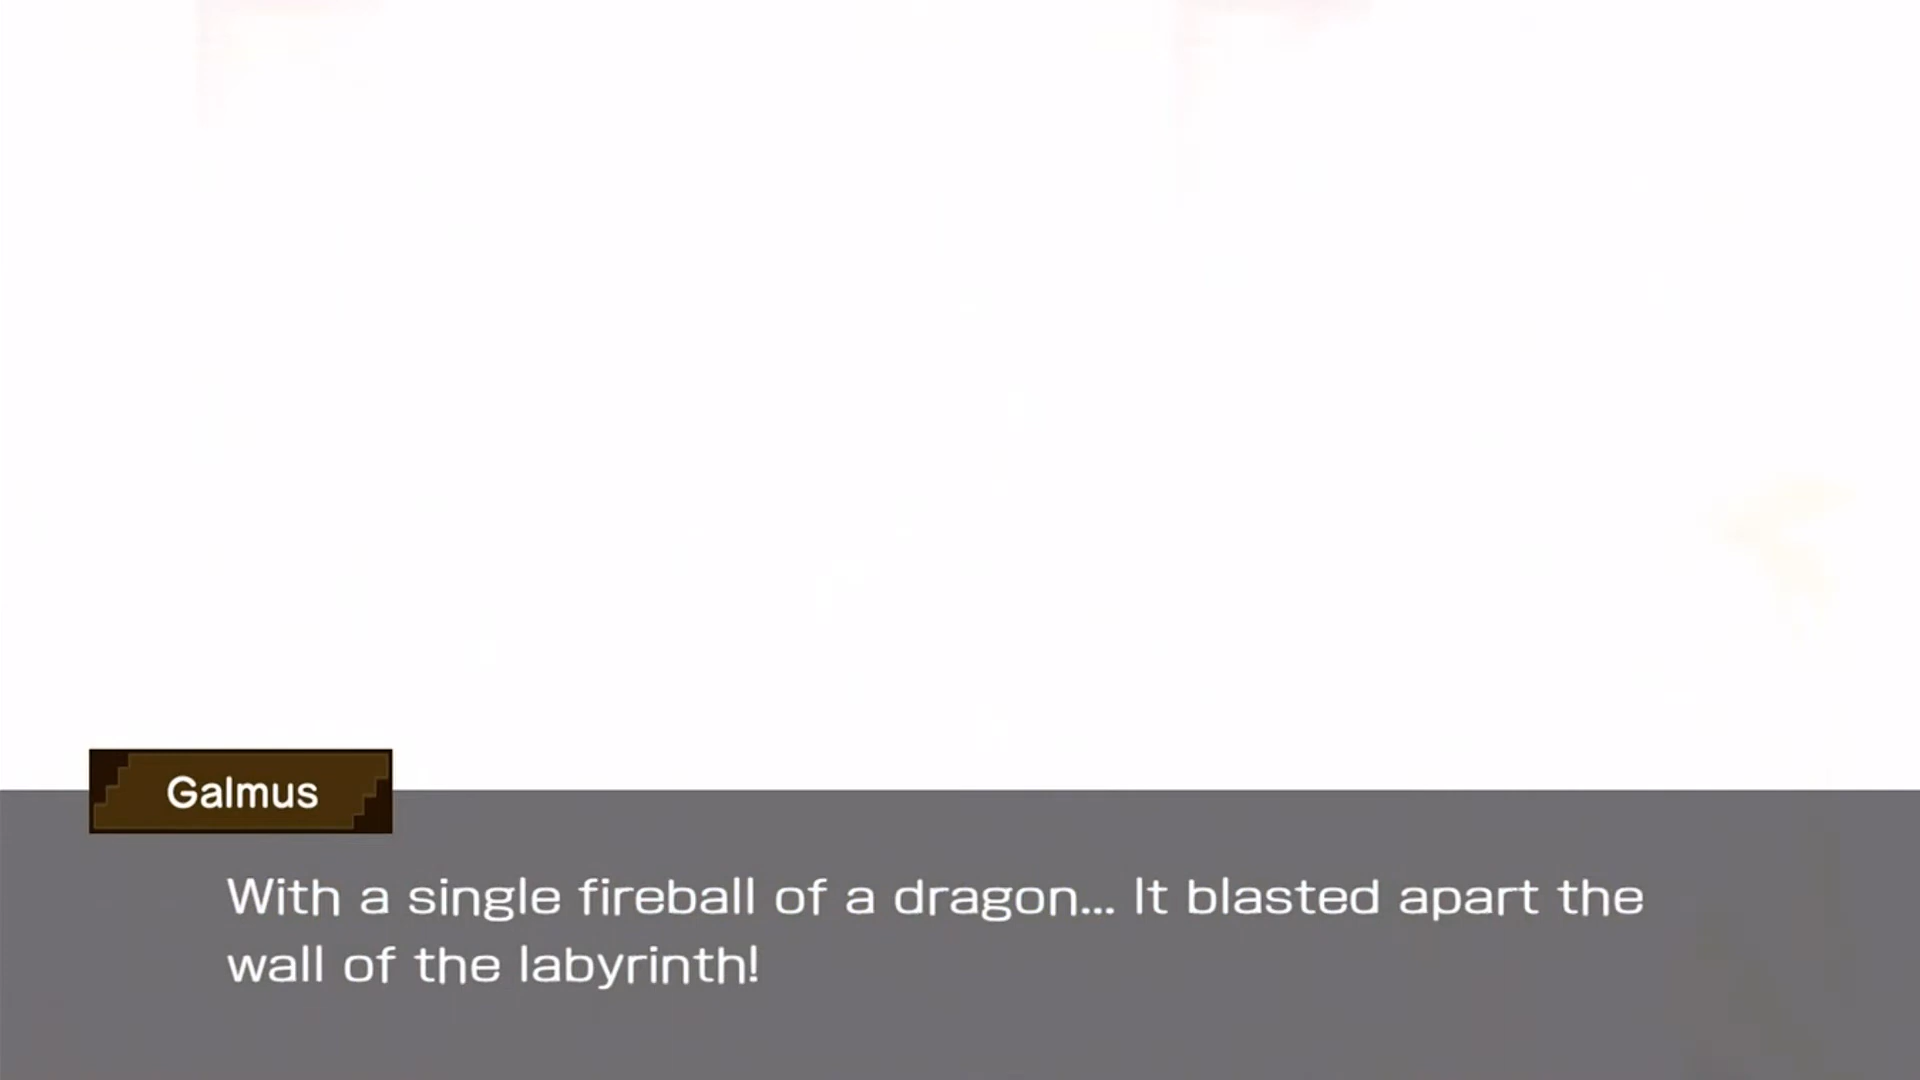 Galmus
With a single fireball of a dragon... It blasted apart the
wall of the labyrinth!